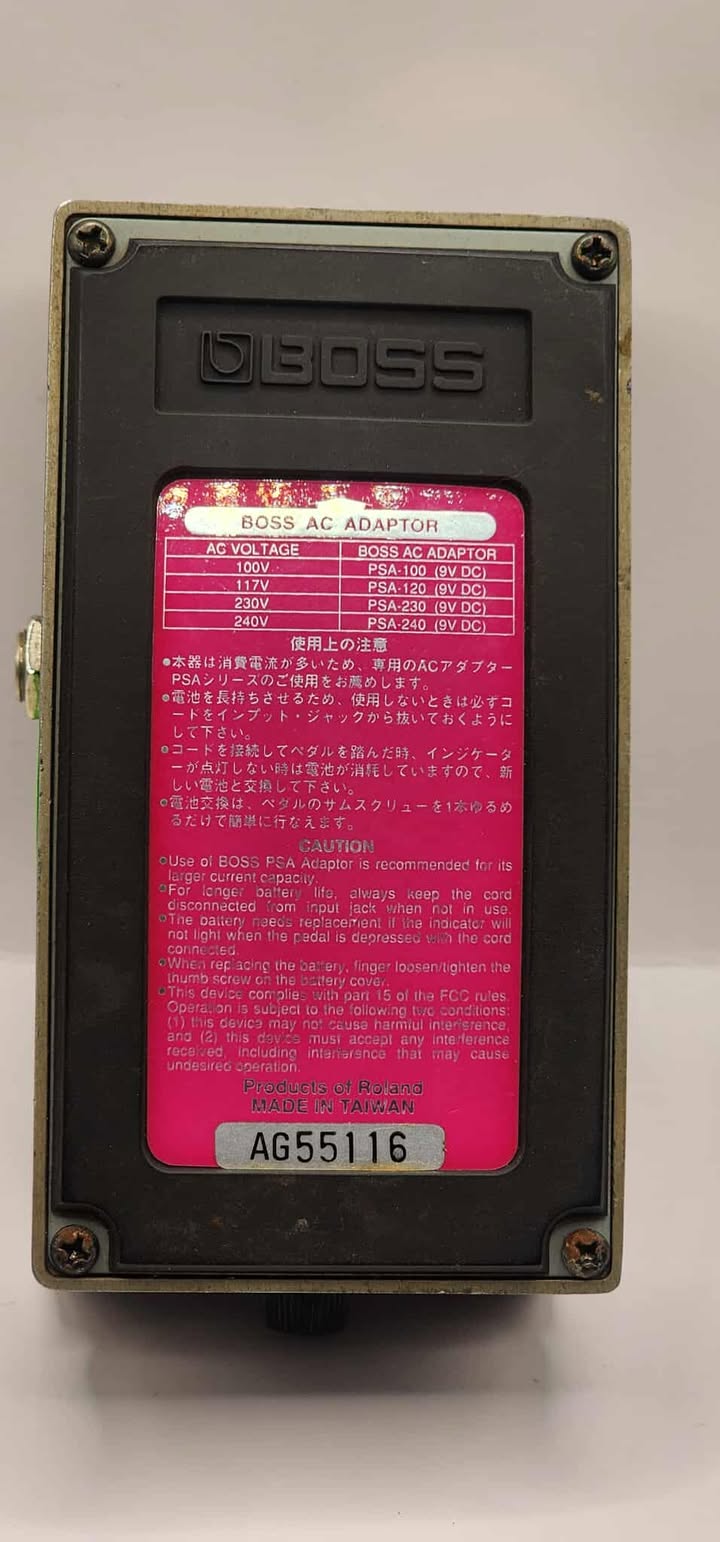 BOSS
BOSS AC ADAPTOR
AC VOLTAGE BOSS AC ADAPTOR
100V PSA-100 (9V DC)
117V PSA-120 (9V DC)
230V PSA-230 (9V DC)
240V PSA-240 (9V DC)
使用上の注意
●本器は消費電流が多いため、専用のACアダプター
PSAシリーズのご使用をお薦めします。
●電池を長持ちさせるため、使用しないときは必ずコ
ードをインプット・ジャックから抜いておくように
して下さい。
●コードを接続してペダルを踏んだ時、インジケータ
ーが点灯しない時は電池が消耗していますので、新
しい電池と交換して下さい。
●電池交換は、ペダルのサムスクリューを1本ゆるめ
るだけで簡単に行なえます。
CAUTION
●Use of BOSS PSA Adaptor is recommended for its
larger current capacity.
●For longer battery life, always keep the cord
disconnected from input jack when not in use.
●The battery needs replacement if the indicator will
not light when the pedal is depressed with the cord
connected.
●When replacing the battery, finger loosen/tighten the
thumb screw on the battery cover.
●This device complies with part 15 of the FCC rules.
Operation is subject to the following two conditions:
(1) this device may not cause harmful interference,
and (2) this device must accept any interference
received, including interference that may cause
undesired operation.
Products of Roland
MADE IN TAIWAN
AG55116